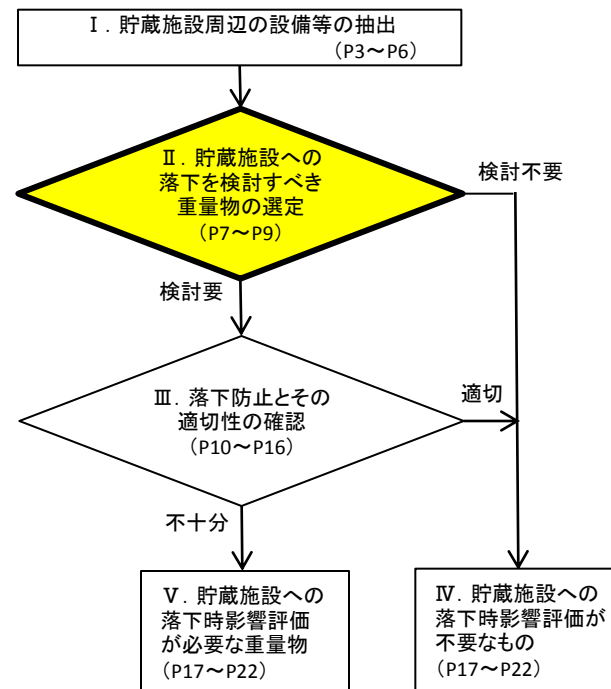 Ⅰ．貯蔵施設周辺の設備等の抽出
（P3～P6）
Ⅱ．貯蔵施設への
落下を検討すべき
重量物の選定
（P7～P9）
検討不要
検討要
Ⅲ．落下防止とその
適切性の確認
（P10～P16）
適切
不十分
Ⅴ．貯蔵施設への
落下時影響評価
が必要な重量物
（P17～P22）
Ⅳ．貯蔵施設への
落下時影響評価が
不要なもの
（P17～P22）